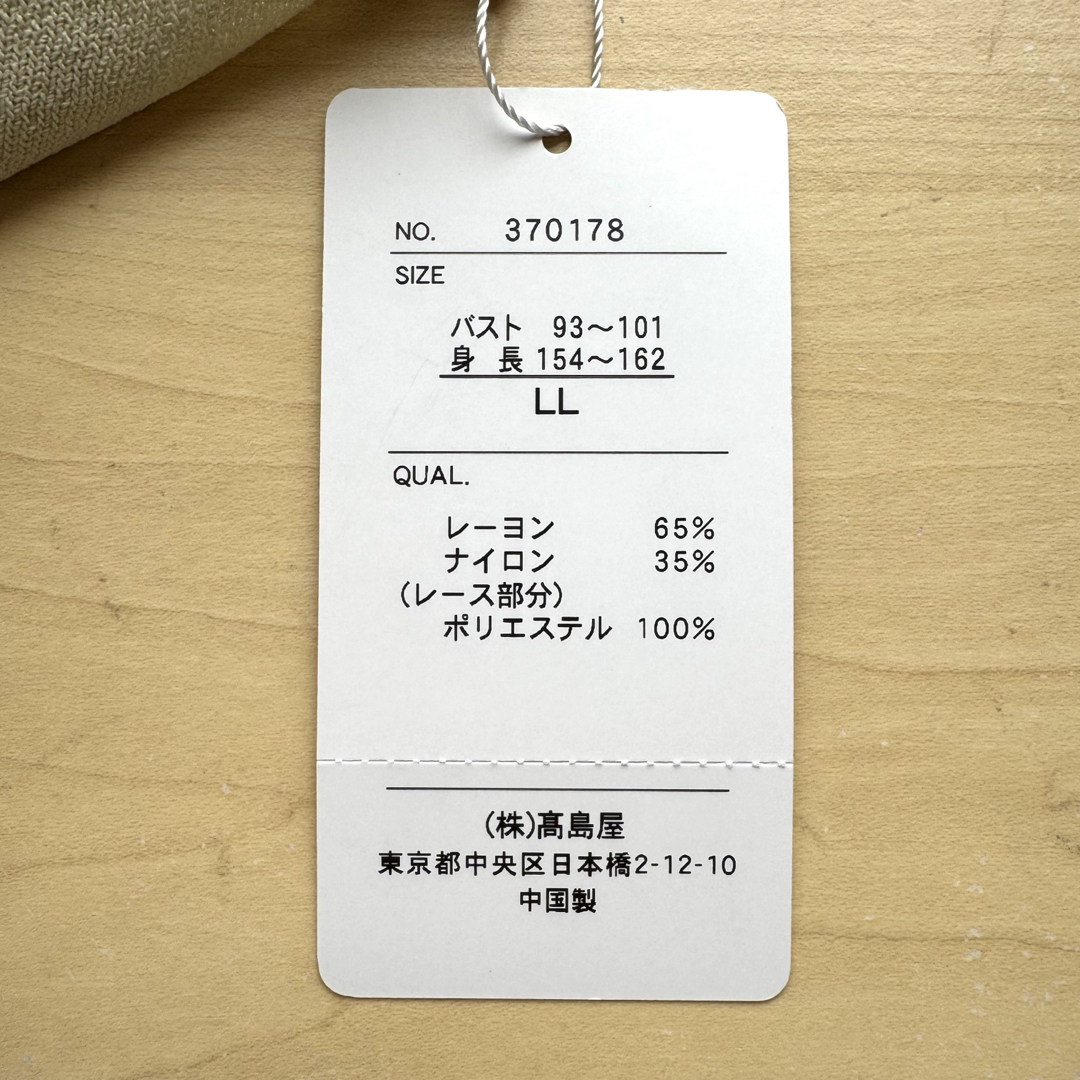 NO. 370178
SIZE
バスト 93〜101
身 長 154〜162
LL
QUAL.
レーヨン 65%
ナイロン 35%
(レース部分)
ポリエステル 100%
(株)髙島屋
東京都中央区日本橋2-12-10
中国製